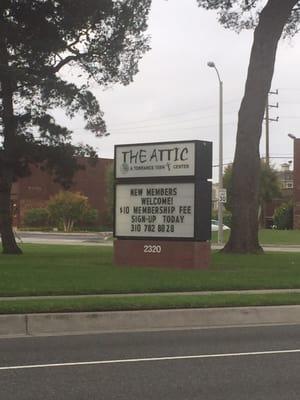 THE ATTIC
A TORRANCE TEEN CENTER
NEW MEMBERS
WELCOME!
$10 MEMBERSHIP FEE
SIGN-UP TODAY
310 782 8028
2320